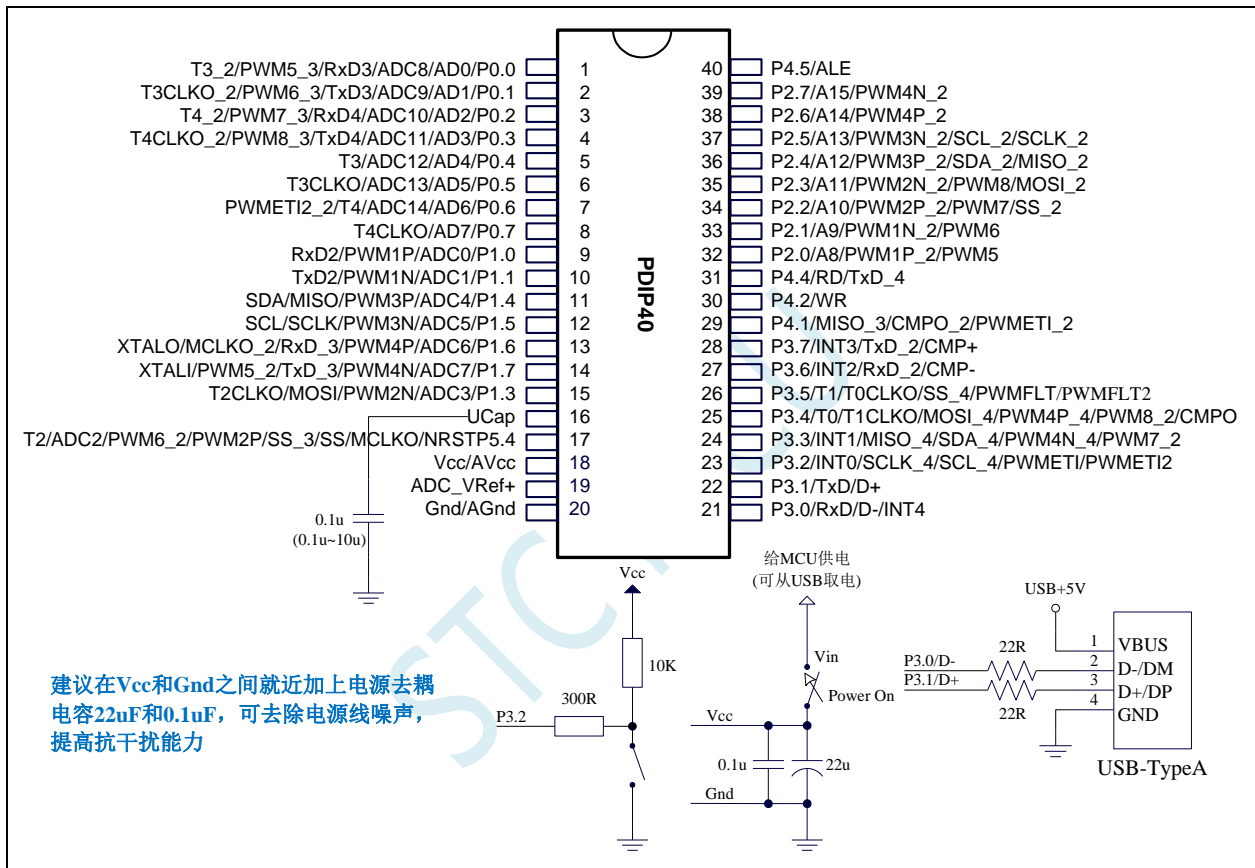 T3_2/PWM5_3/RxD3/ADC8/AD0/P0.0 1 40 P4.5/ALE
T3CLKO_2/PWM6_3/TxD3/ADC9/AD1/P0.1 2 39 P2.7/A15/PWM4N_2
T4_2/PWM7_3/RxD4/ADC10/AD2/P0.2 3 38 P2.6/A14/PWM4P_2
T4CLKO_2/PWM8_3/TxD4/ADC11/AD3/P0.3 4 37 P2.5/A13/PWM3N_2/SCL_2/SCLK_2
T3/ADC12/AD4/P0.4 5 36 P2.4/A12/PWM3P_2/SDA_2/MISO_2
T3CLKO/ADC13/AD5/P0.5 6 35 P2.3/A11/PWM2N_2/PWM8/MOSI_2
PWMETI2_2/T4/ADC14/AD6/P0.6 7 34 P2.2/A10/PWM2P_2/PWM7/SS_2
T4CLKO/AD7/P0.7 8 33 P2.1/A9/PWM1N_2/PWM6
RxD2/PWM1P/ADC0/P1.0 9 32 P2.0/A8/PWM1P_2/PWM5
TxD2/PWM1N/ADC1/P1.1 10 31 P4.4/RD/TxD_4
SDA/MISO/PWM3P/ADC4/P1.4 11 30 P4.2/WR
SCL/SCLK/PWM3N/ADC5/P1.5 12 29 P4.1/MISO_3/CMPO_2/PWMETI_2
XTALO/MCLKO_2/RxD_3/PWM4P/ADC6/P1.6 13 28 P3.7/INT3/TxD_2/CMP+
XTALI/PWM5_2/TxD_3/PWM4N/ADC7/P1.7 14 27 P3.6/INT2/RxD_2/CMP-
T2CLKO/MOSI/PWM2N/ADC3/P1.3 15 26 P3.5/T1/T0CLKO/SS_4/PWMFLT/PWMFLT2
UCap 16 25 P3.4/T0/T1CLKO/MOSI_4/PWM4P_4/PWM8_2/CMPO
T2/ADC2/PWM6_2/PWM2P/SS_3/SS/MCLKO/NRSTP5.4 17 24 P3.3/INT1/MISO_4/SDA_4/PWM4N_4/PWM7_2
Vcc/AVcc 18 23 P3.2/INT0/SCLK_4/SCL_4/PWMETI/PWMETI2
ADC_VRef+ 19 22 P3.1/TxD/D+
Gnd/AGnd 20 21 P3.0/RxD/D-/INT4
PDIP40
0.1u
(0.1u~10u)
建议在Vcc和Gnd之间就近加上电源去耦
电容22uF和0.1uF，可去除电源线噪声，
提高抗干扰能力
Vcc
10K
300R
P3.2
给MCU供电
(可从USB取电)
Vin
Power On
Vcc
0.1u 22u
Gnd
USB+5V
1 VBUS
P3.0/D- 22R 2 D-/DM
P3.1/D+ 22R 3 D+/DP
4 GND
USB-TypeA
STC MCU